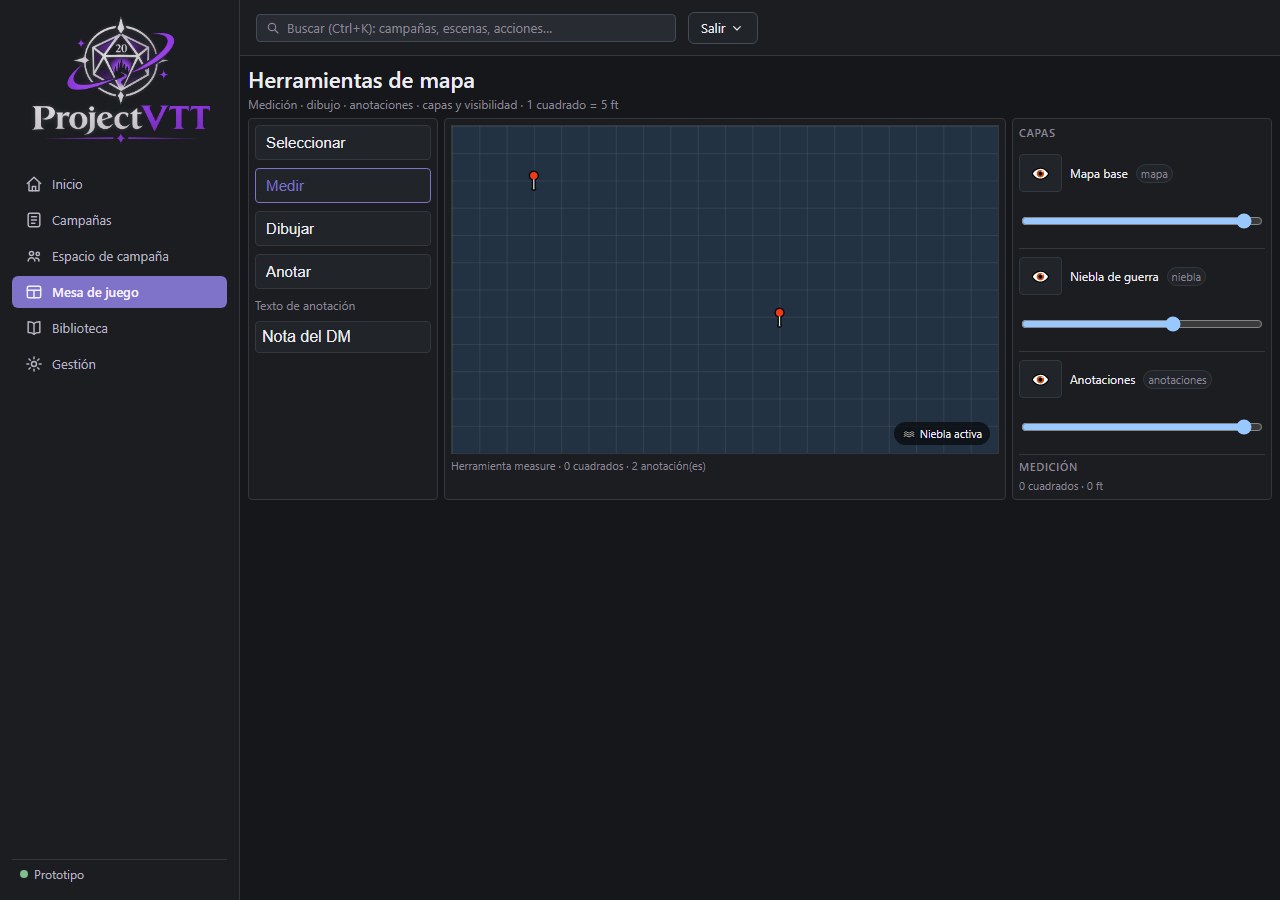 20
ProjectVTT
Inicio
Campañas
Espacio de campaña
Mesa de juego
Biblioteca
Gestión
Prototipo
Buscar (Ctrl+K): campañas, escenas, acciones...
Salir
Herramientas de mapa
Medición · dibujo · anotaciones · capas y visibilidad · 1 cuadrado = 5 ft
Seleccionar
Medir
Dibujar
Anotar
Texto de anotación
Nota del DM
Niebla activa
Herramienta measure · 0 cuadrados · 2 anotación(es)
CAPAS
Mapa base mapa
Niebla de guerra niebla
Anotaciones anotaciones
MEDICIÓN
0 cuadrados · 0 ft